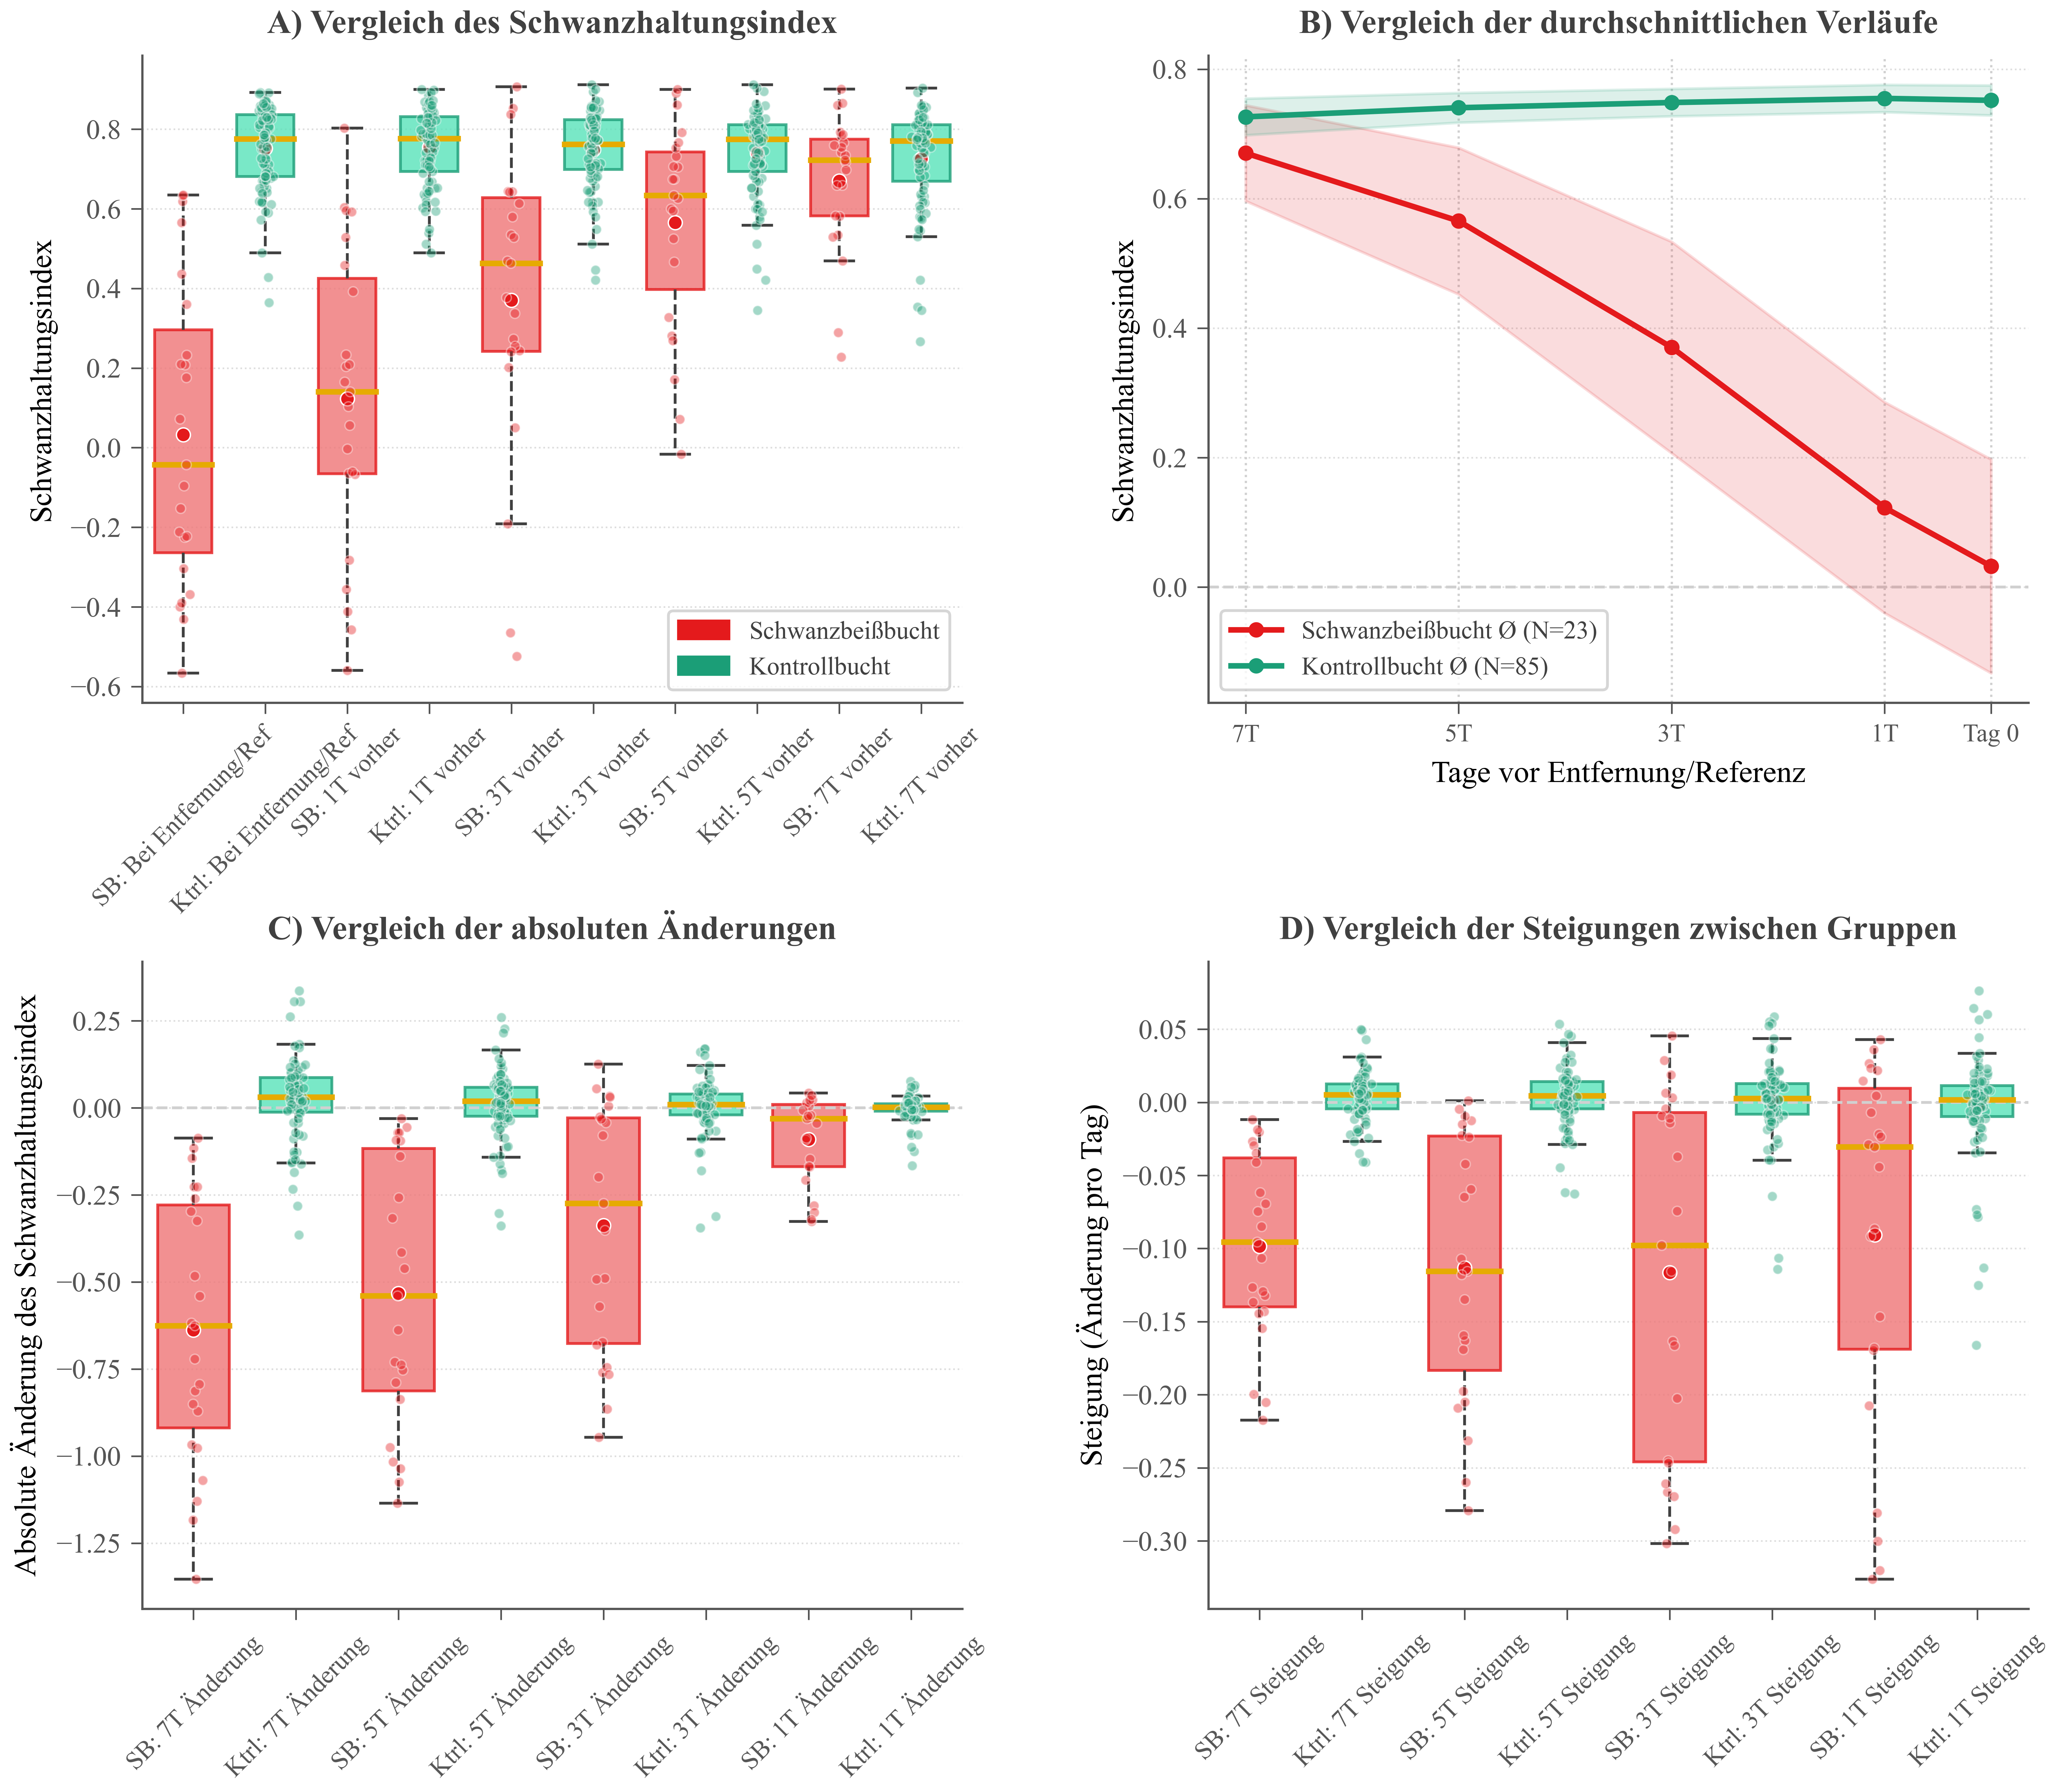 A) Vergleich des Schwanzhaltungsindex
Schwanzhaltungsindex
0.8
0.6
0.4
0.2
0.0
−0.2
−0.4
−0.6
Schwanzbeißbucht
Kontrollbucht
SB: Bei Entfernung/Ref
Ktrl: Bei Entfernung/Ref
SB: 1T vorher
Ktrl: 1T vorher
SB: 3T vorher
Ktrl: 3T vorher
SB: 5T vorher
Ktrl: 5T vorher
SB: 7T vorher
Ktrl: 7T vorher
B) Vergleich der durchschnittlichen Verläufe
Schwanzhaltungsindex
0.8
0.6
0.4
0.2
0.0
Schwanzbeißbucht Ø (N=23)
Kontrollbucht Ø (N=85)
7T
5T
3T
1T
Tag 0
Tage vor Entfernung/Referenz
C) Vergleich der absoluten Änderungen
Absolute Änderung des Schwanzhaltungsindex
0.25
0.00
−0.25
−0.50
−0.75
−1.00
−1.25
SB: 7T Änderung
Ktrl: 7T Änderung
SB: 5T Änderung
Ktrl: 5T Änderung
SB: 3T Änderung
Ktrl: 3T Änderung
SB: 1T Änderung
Ktrl: 1T Änderung
D) Vergleich der Steigungen zwischen Gruppen
Steigung (Änderung pro Tag)
0.05
0.00
−0.05
−0.10
−0.15
−0.20
−0.25
−0.30
SB: 7T Steigung
Ktrl: 7T Steigung
SB: 5T Steigung
Ktrl: 5T Steigung
SB: 3T Steigung
Ktrl: 3T Steigung
SB: 1T Steigung
Ktrl: 1T Steigung